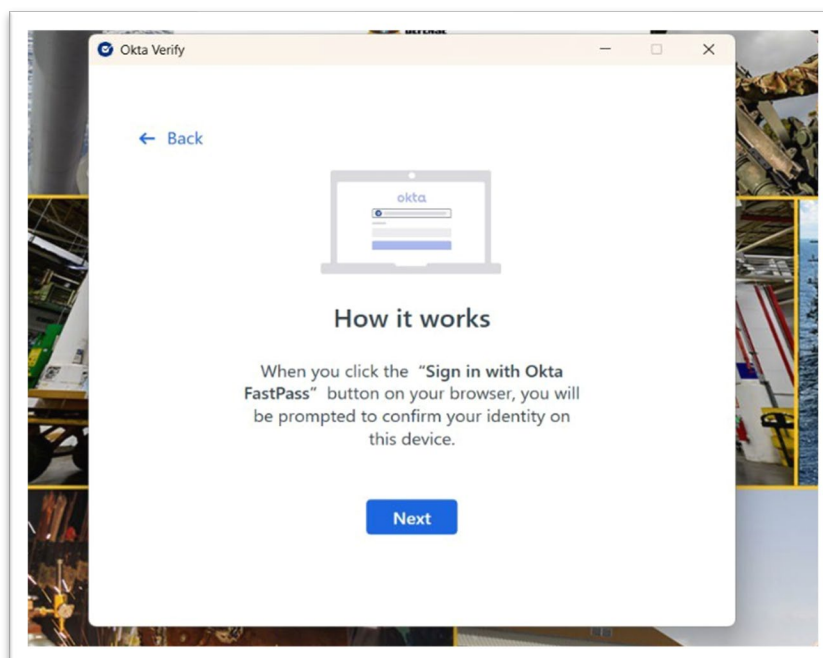 DEFENSE
Okta Verify
← Back
okta
How it works
When you click the “Sign in with Okta
FastPass” button on your browser, you will
be prompted to confirm your identity on
this device.
Next